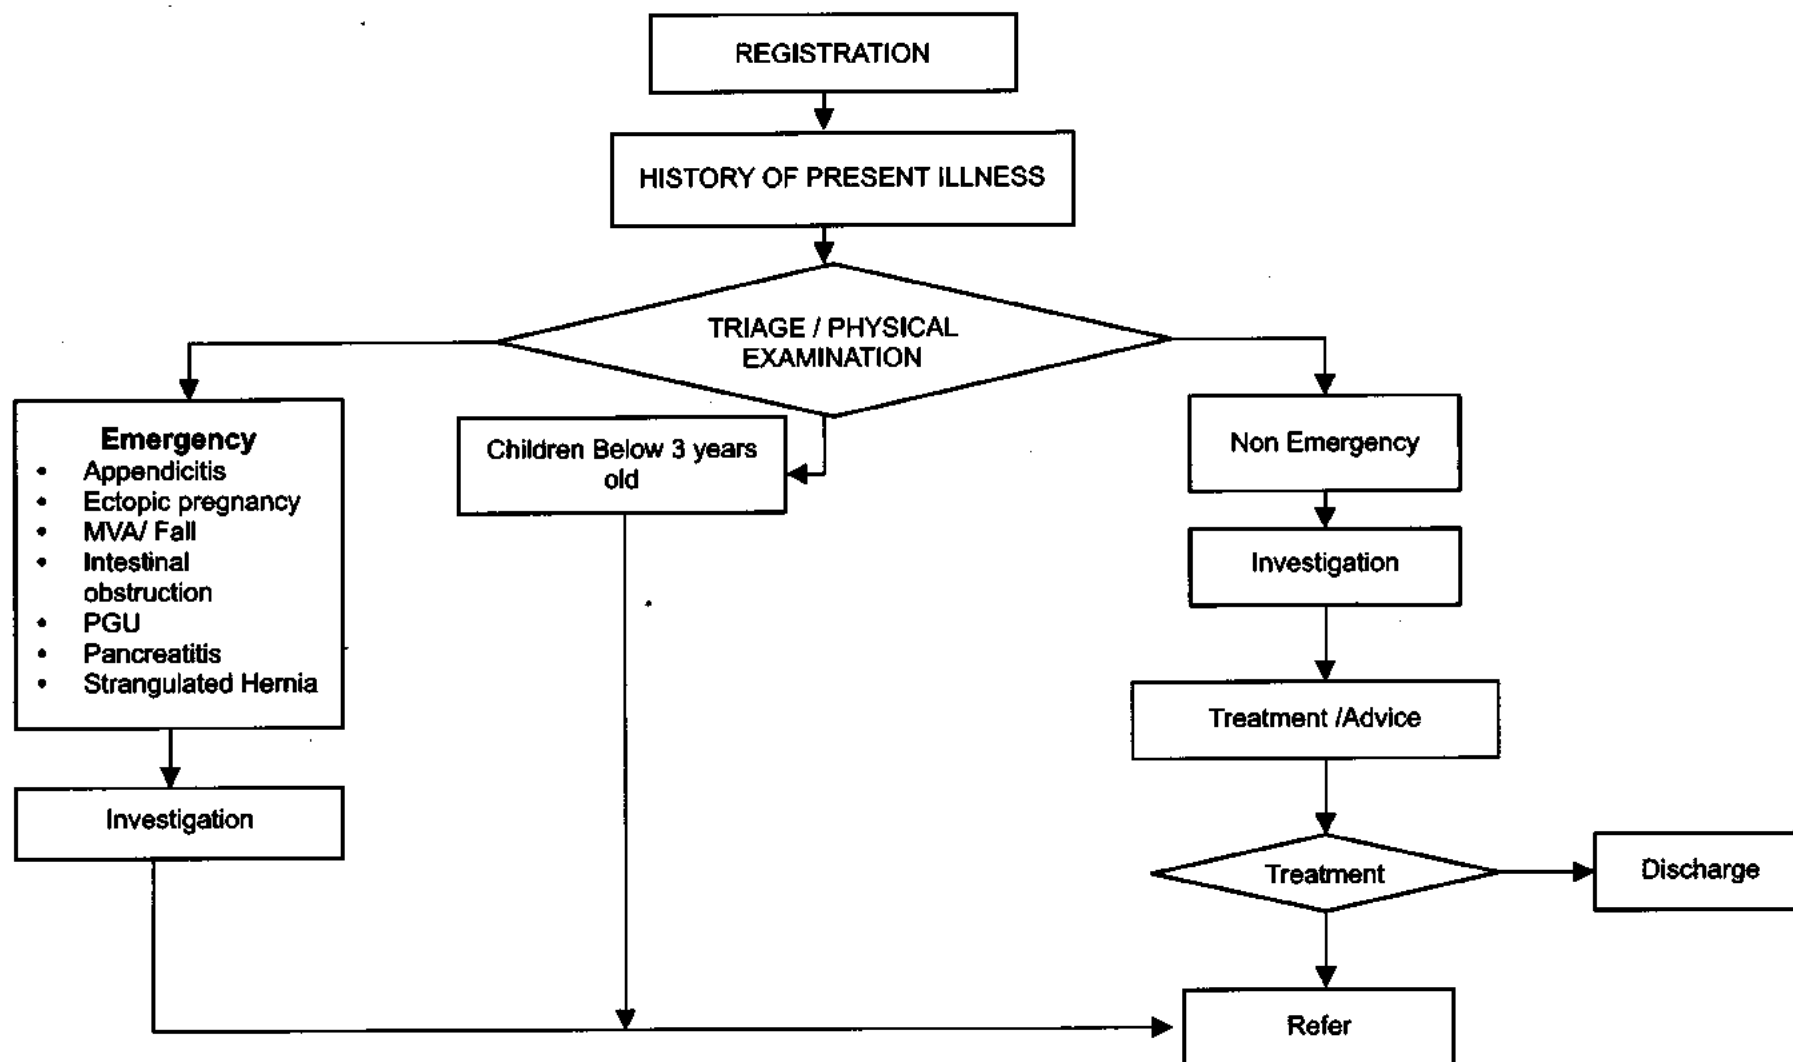 REGISTRATION
HISTORY OF PRESENT ILLNESS
TRIAGE / PHYSICAL
EXAMINATION
Emergency
• Appendicitis
• Ectopic pregnancy
• MVA/ Fall
• Intestinal
obstruction
• PGU
• Pancreatitis
• Strangulated Hernia
Investigation
Children Below 3 years
old
Non Emergency
Investigation
Treatment /Advice
Treatment
Discharge
Refer